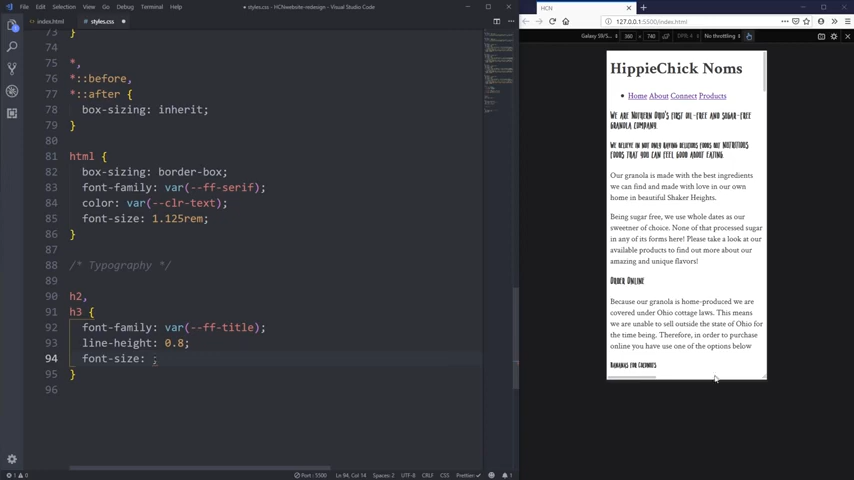 File Edit Selection View Go Debug Terminal Help
styles.css - HCNwebsite-redesign - Visual Studio Code
index.html
styles.css
73 }
74
75 *,
76 *::before,
77 *::after {
78 box-sizing: inherit;
79 }
80
81 html {
82 box-sizing: border-box;
83 font-family: var(--ff-serif);
84 color: var(--clr-text);
85 font-size: 1.125rem;
86 }
87
88 /* Typography */
89
90 h2,
91 h3 {
92 font-family: var(--ff-title);
93 line-height: 0.8;
94 font-size: ;
95 }
96
1 0
Port : 5500 Ln 94, Col 14 Spaces: 2 UTF-8 CRLF CSS Prettier 1
HCN
127.0.0.1:5500/index.html
Galaxy S9/S... 360 x 740 DPR: 4 No throttling
HippieChick Noms
Home About Connect Products
We are Nothern Ohio's first oil-free and sugar-free
granola company.
We believe in not only having delicious foods but nutritious
foods that you can feel good about eating.
Our granola is made with the best ingredients
we can find and made with love in our own
home in beautiful Shaker Heights.
Being sugar free, we use whole dates as our
sweetner of choice. None of that processed sugar
in any of its forms here! Please take a look at our
available products to find out more about our
amazing and unique flavors!
Order Online
Because our granola is home-produced we are
covered under Ohio cottage laws. This means
we are unable to sell outside the state of Ohio for
the time being. Therefore, in order to purchase
online you have use one of the options below
Bananas for Coconuts